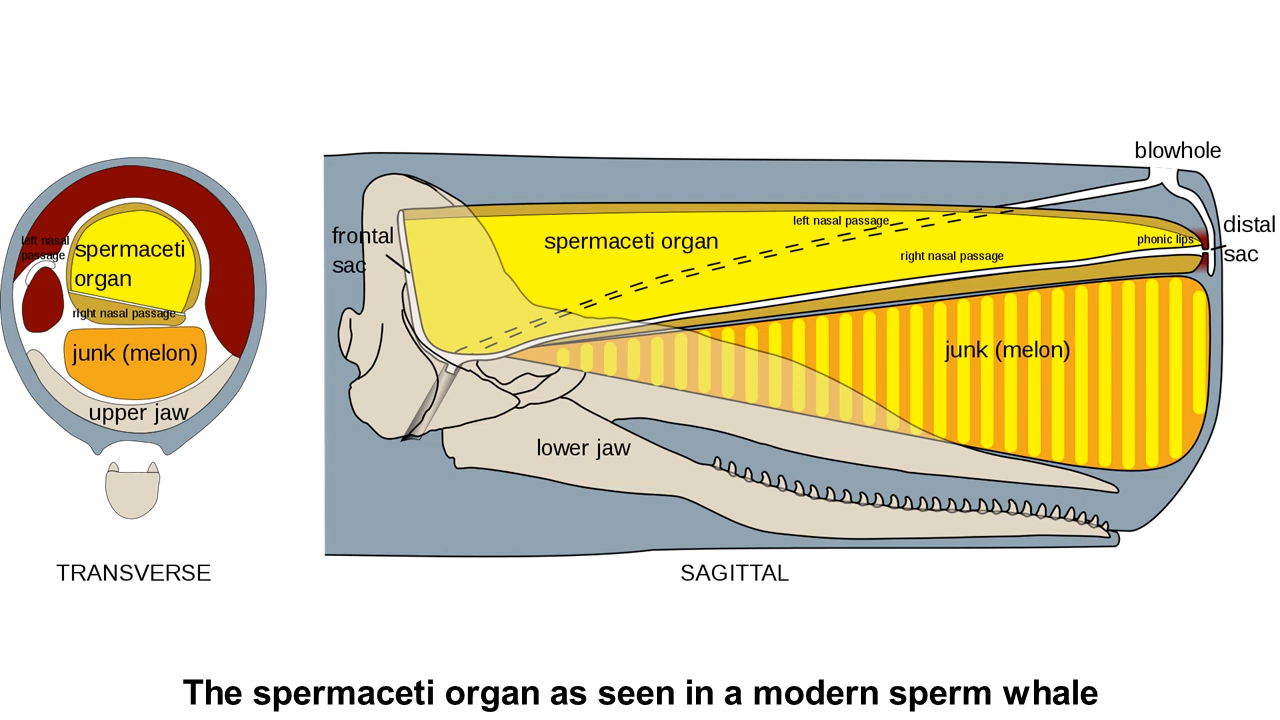 left nasal
passage
spermaceti
organ
right nasal passage
junk (melon)
upper jaw
TRANSVERSE
blowhole
frontal
sac
spermaceti organ
left nasal passage
right nasal passage
phonic lips
distal
sac
junk (melon)
lower jaw
SAGITTAL
The spermaceti organ as seen in a modern sperm whale